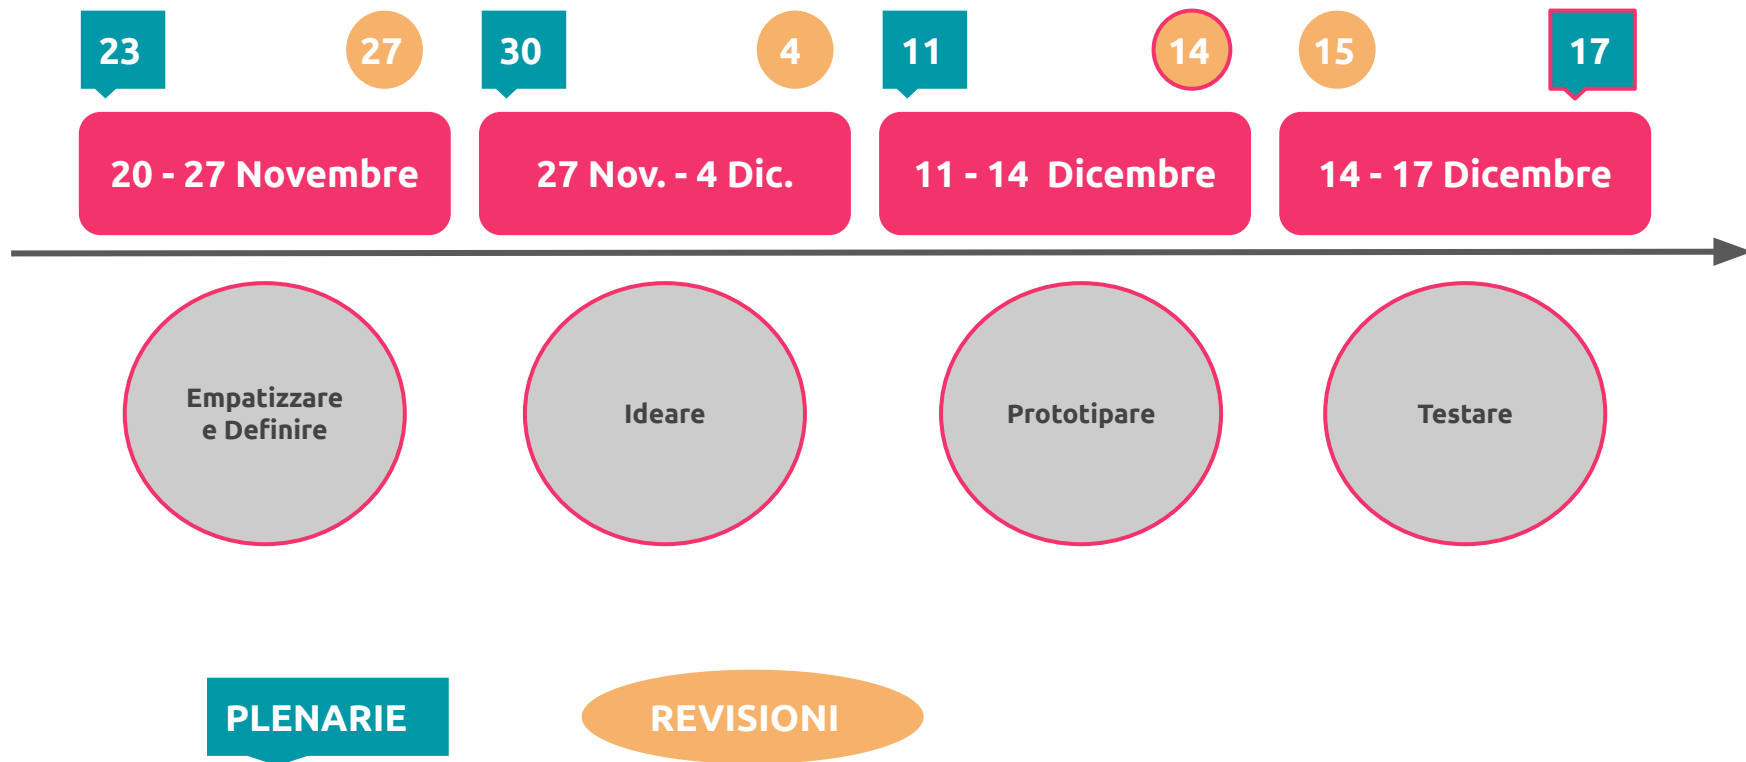 23
27
30
4
11
14
15
17
20 - 27 Novembre
27 Nov. - 4 Dic.
11 - 14 Dicembre
14 - 17 Dicembre
Empatizzare
e Definire
Ideare
Prototipare
Testare
PLENARIE
REVISIONI